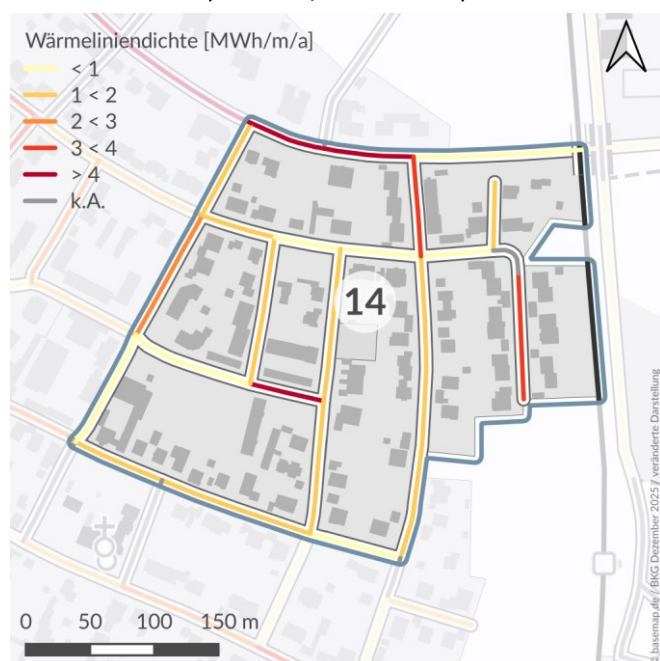 Wärmeliniendichte [MWh/m/a]
< 1
1 < 2
2 < 3
3 < 4
> 4
k.A.
14
0 50 100 150 m
basemap.de / BKG Dezember 2025 / veränderte Darstellung